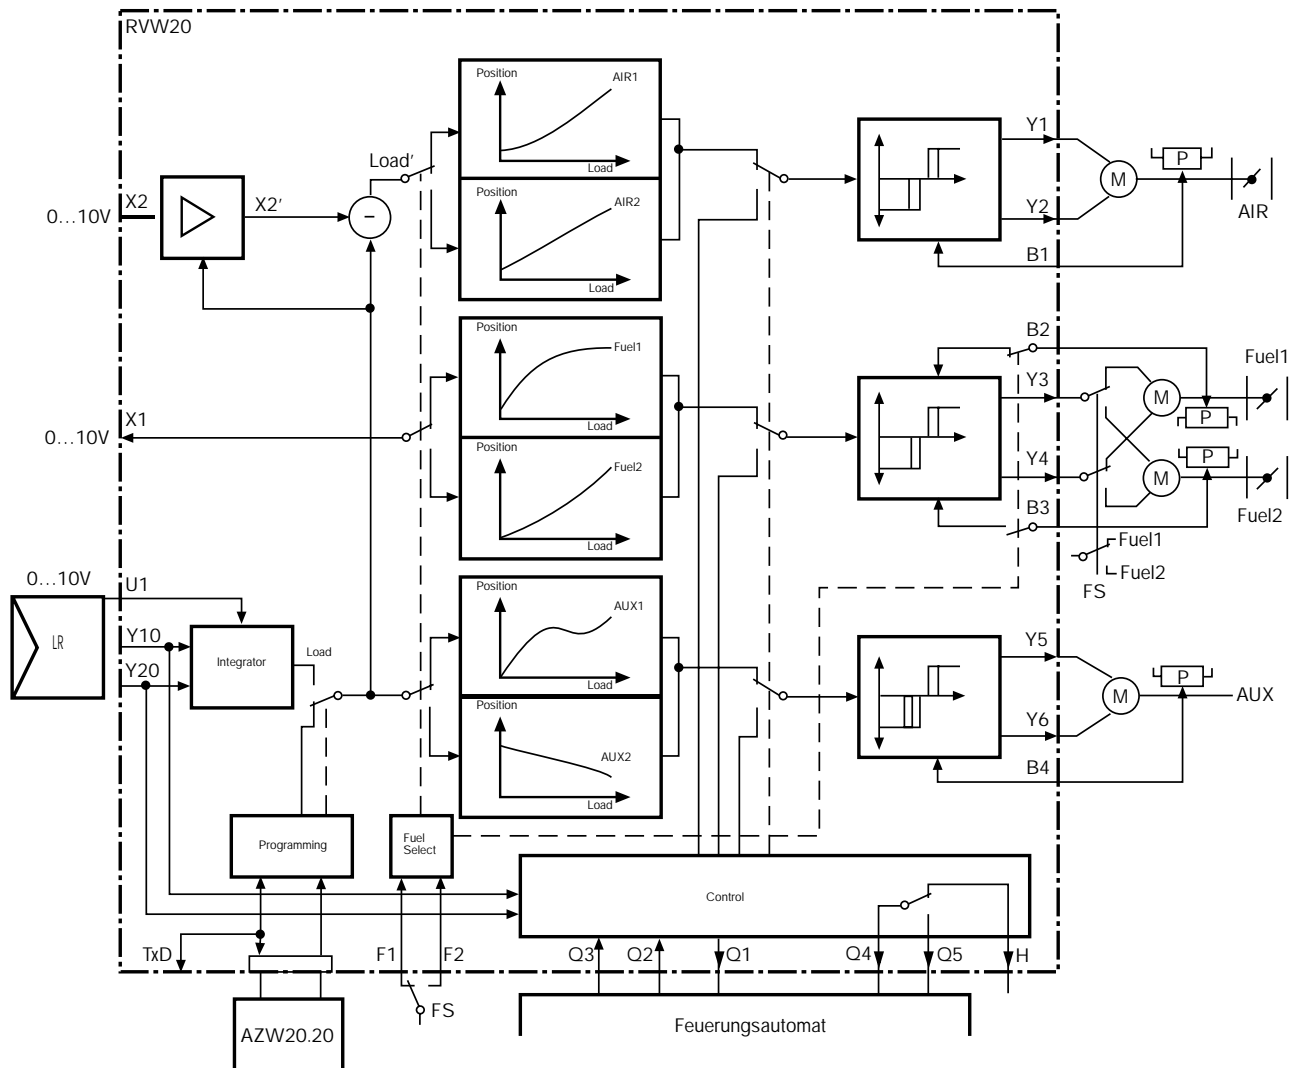 RVW20
Position
AIR1
Load
Load'
Position
AIR2
Load
X2
X2'
–
0...10V
Y1
Y2
B1
M
P
AIR
Position
Fuel1
Load
Position
Fuel2
Load
X1
0...10V
B2
Y3
Y4
B3
M
P
Fuel1
M
P
Fuel2
Fuel1
Fuel2
FS
0...10V
U1
LR
Y10
Y20
Integrator
Load
Position
AUX1
Load
Position
AUX2
Load
Y5
Y6
B4
M
P
AUX
Programming
Fuel
Select
Control
TxD
F1
F2
Q3
Q2
Q1
Q4
Q5
H
FS
AZW20.20
Feuerungsautomat